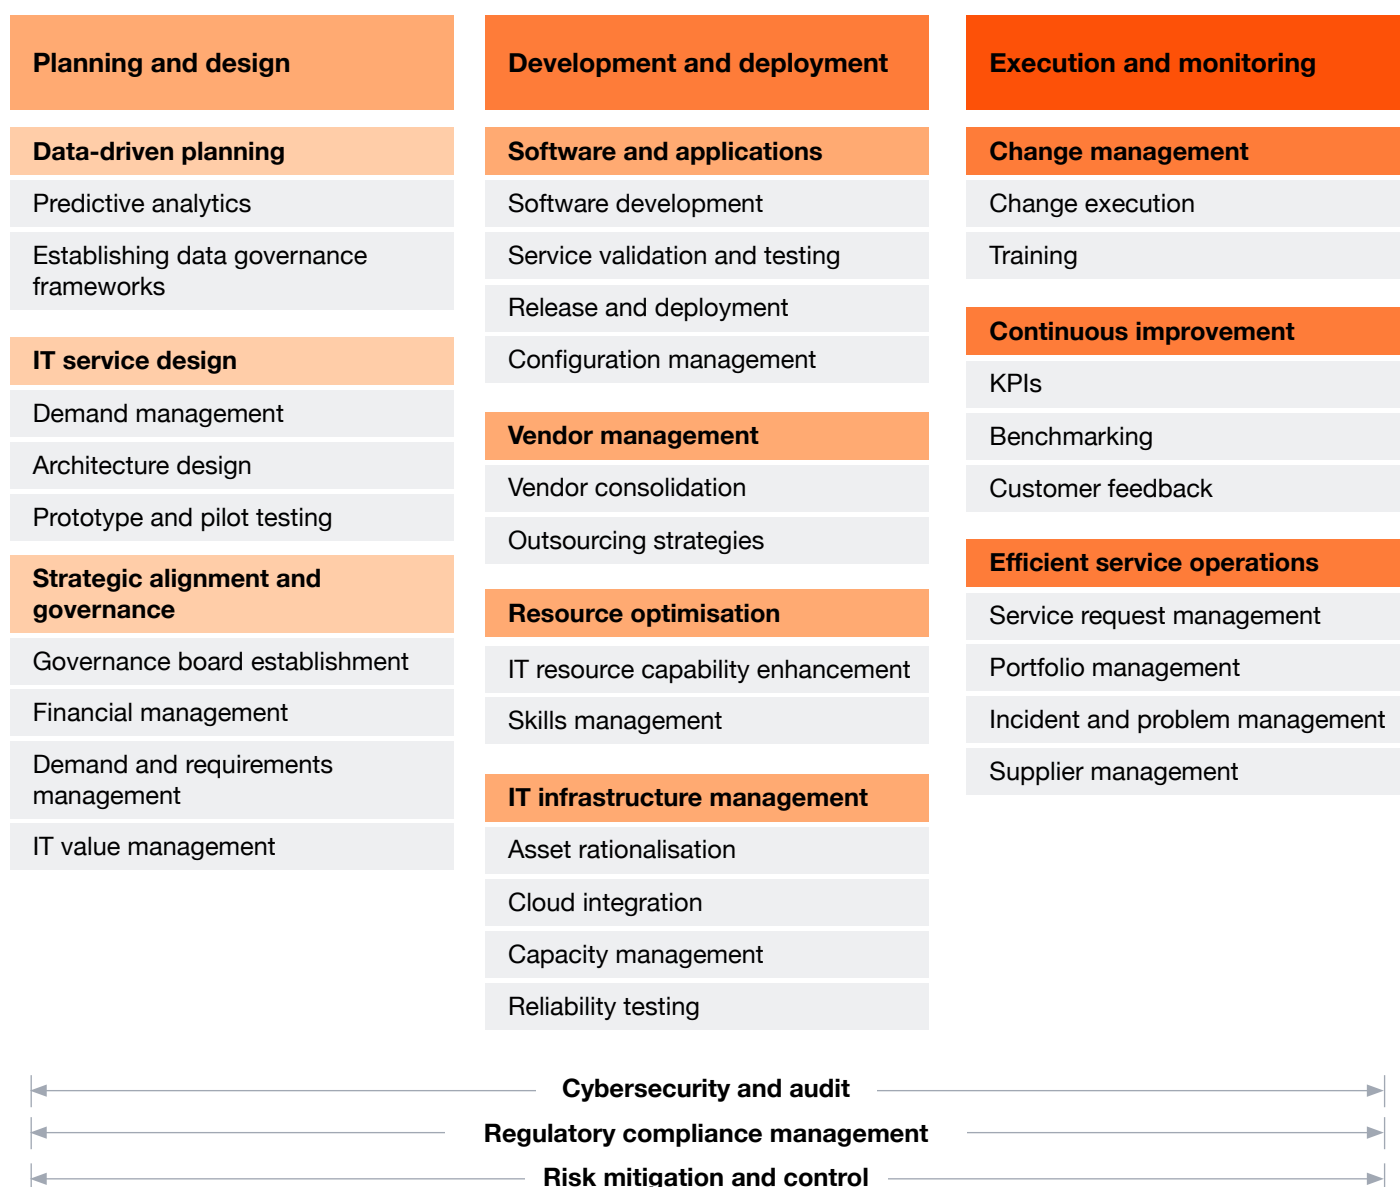 Planning and design
Data-driven planning
Predictive analytics
Establishing data governance
frameworks
IT service design
Demand management
Architecture design
Prototype and pilot testing
Strategic alignment and
governance
Governance board establishment
Financial management
Demand and requirements
management
IT value management
Development and deployment
Software and applications
Software development
Service validation and testing
Release and deployment
Configuration management
Vendor management
Vendor consolidation
Outsourcing strategies
Resource optimisation
IT resource capability enhancement
Skills management
IT infrastructure management
Asset rationalisation
Cloud integration
Capacity management
Reliability testing
Execution and monitoring
Change management
Change execution
Training
Continuous improvement
KPIs
Benchmarking
Customer feedback
Efficient service operations
Service request management
Portfolio management
Incident and problem management
Supplier management
Cybersecurity and audit
Regulatory compliance management
Risk mitigation and control